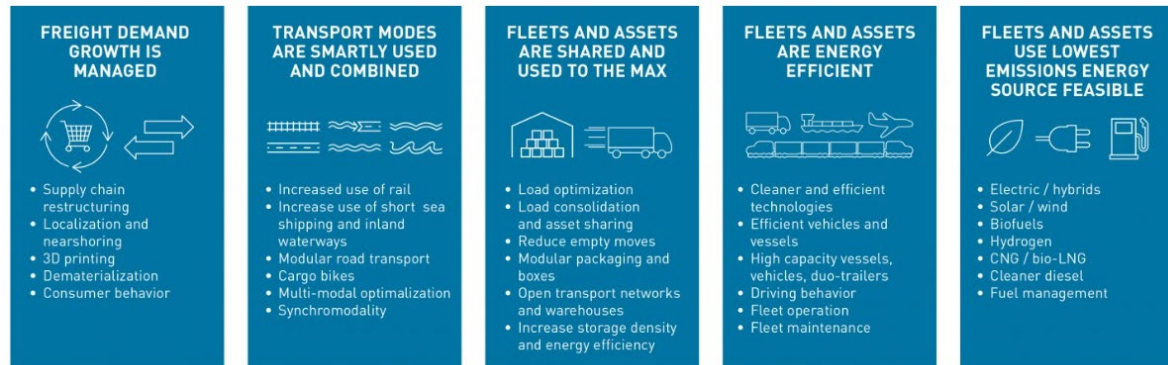 FREIGHT DEMAND
GROWTH IS
MANAGED
• Supply chain
restructuring
• Localization and
nearshoring
• 3D printing
• Dematerialization
• Consumer behavior
TRANSPORT MODES
ARE SMARTLY USED
AND COMBINED
• Increased use of rail
• Increase use of short sea
shipping and inland
waterways
• Modular road transport
• Cargo bikes
• Multi-modal optimalization
• Synchromodality
FLEETS AND ASSETS
ARE SHARED AND
USED TO THE MAX
• Load optimization
• Load consolidation
and asset sharing
• Reduce empty moves
• Modular packaging and
boxes
• Open transport networks
and warehouses
• Increase storage density
and energy efficiency
FLEETS AND ASSETS
ARE ENERGY
EFFICIENT
• Cleaner and efficient
technologies
• Efficient vehicles and
vessels
• High capacity vessels,
vehicles, duo-trailers
• Driving behavior
• Fleet operation
• Fleet maintenance
FLEETS AND ASSETS
USE LOWEST
EMISSIONS ENERGY
SOURCE FEASIBLE
• Electric / hybrids
• Solar / wind
• Biofuels
• Hydrogen
• CNG / bio-LNG
• Cleaner diesel
• Fuel management